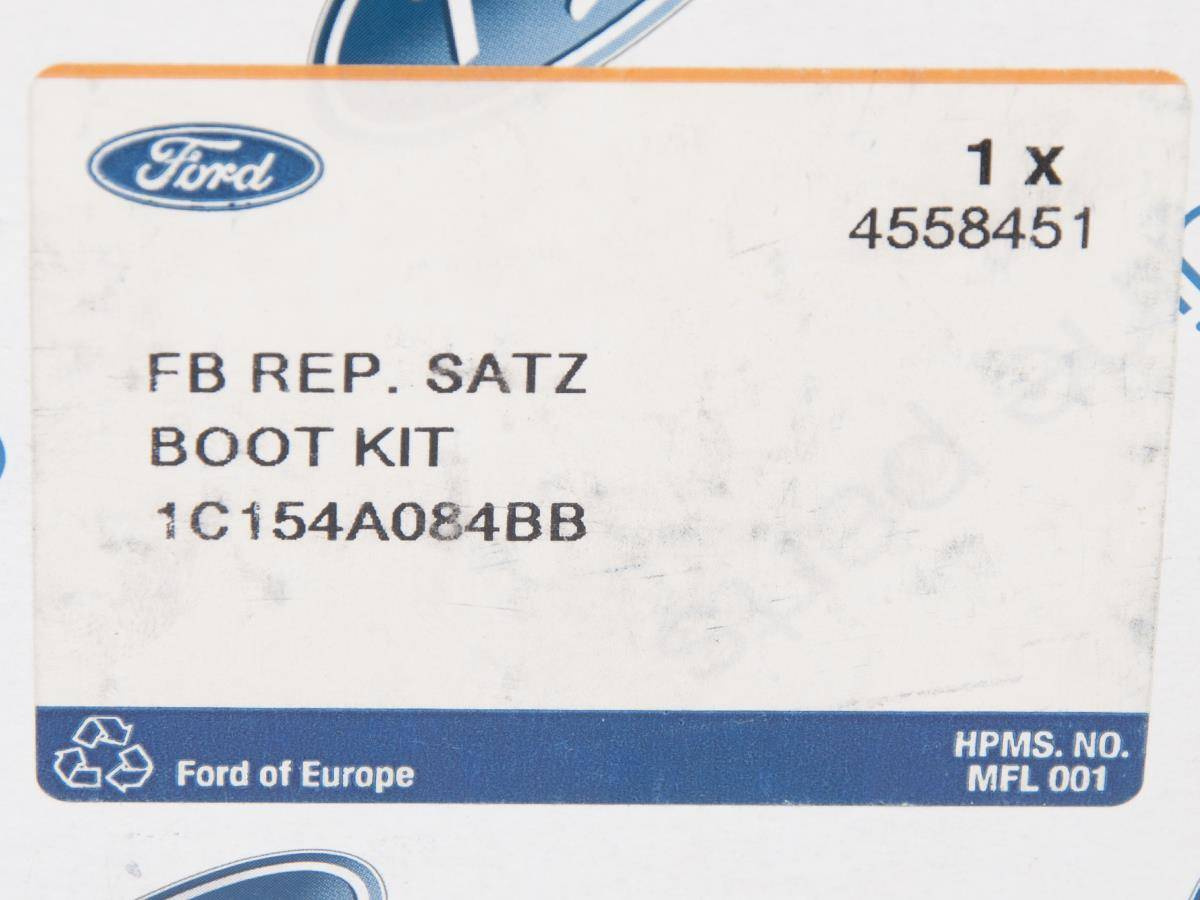 Ford
1 x
4558451
FB REP. SATZ
BOOT KIT
1C154A084BB
Ford of Europe
HPMS. NO.
MFL 001